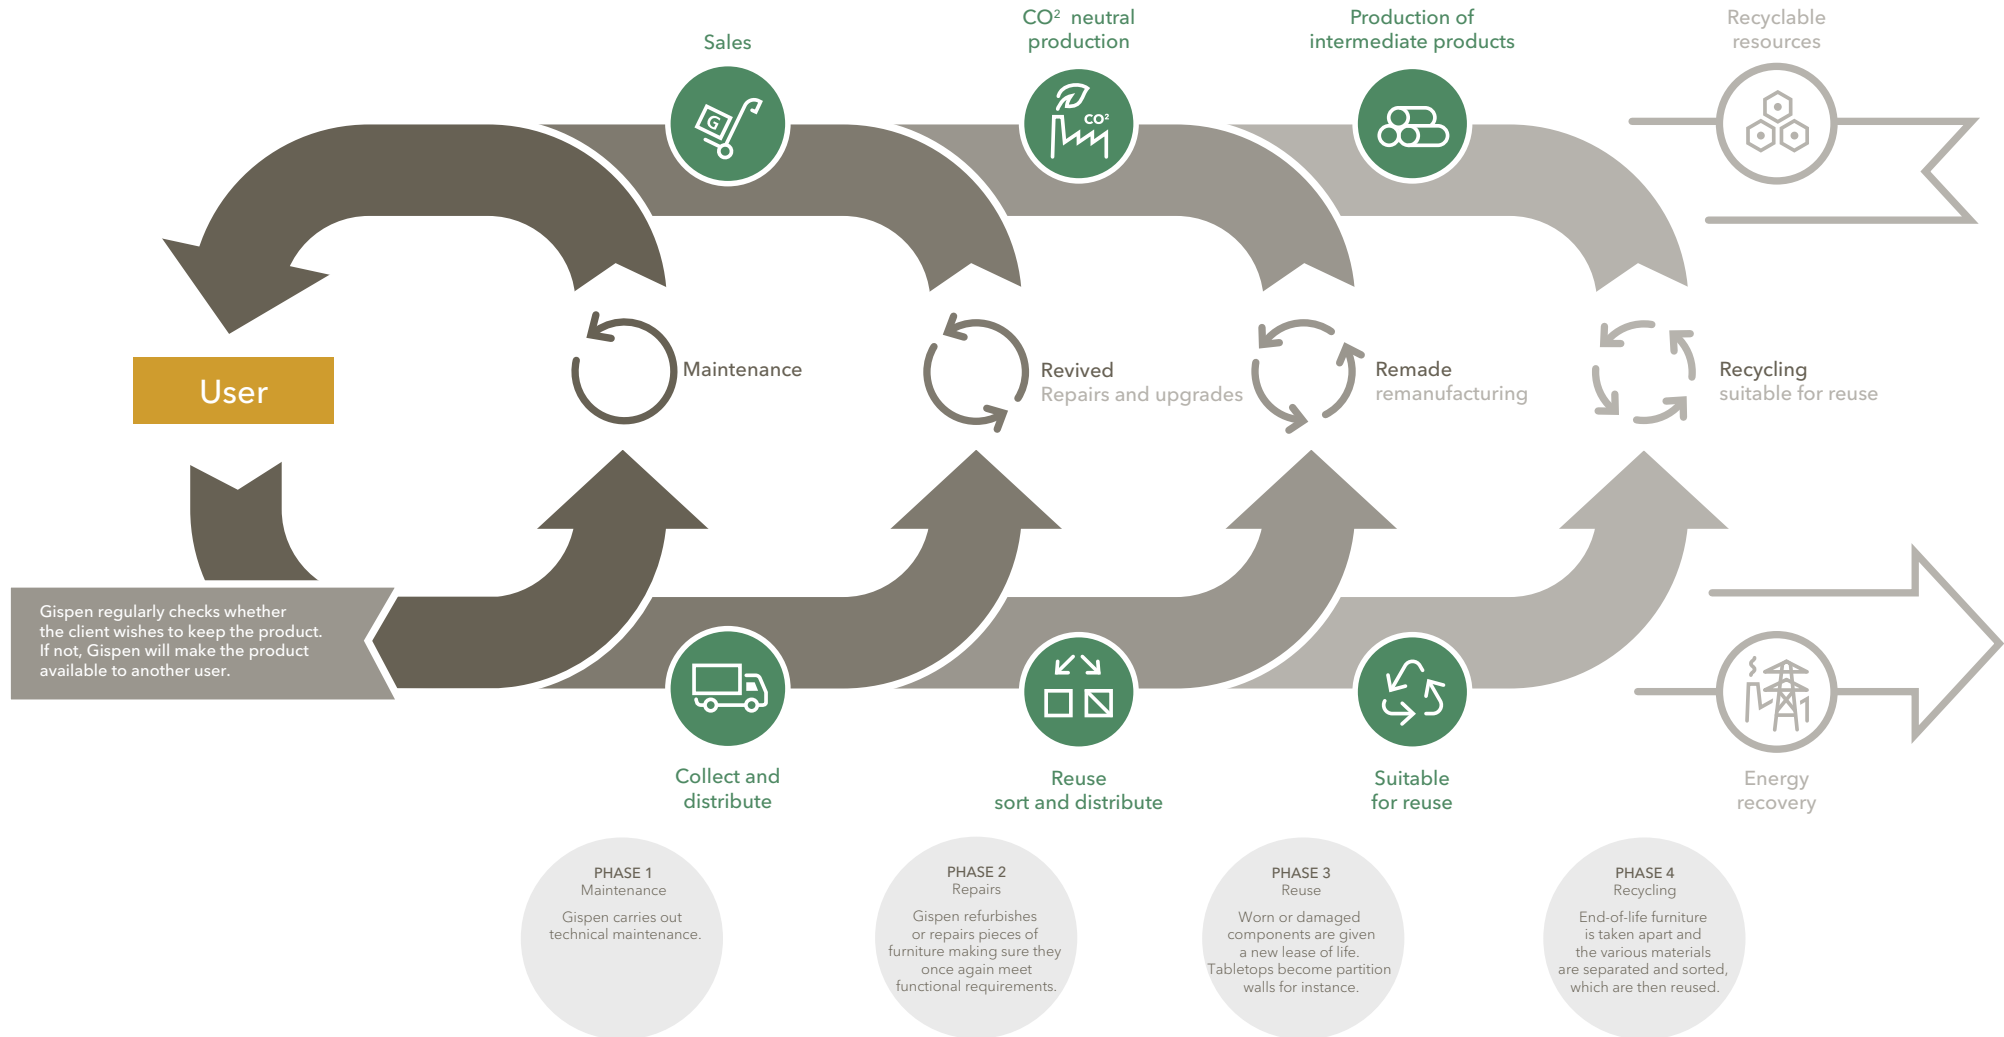 Sales
CO² neutral
production
Production of
intermediate products
Recyclable
resources
G
CO²
User
Maintenance
Revived
Repairs and upgrades
Remade
remanufacturing
Recycling
suitable for reuse
Gispen regularly checks whether
the client wishes to keep the product.
If not, Gispen will make the product
available to another user.
Collect and
distribute
Reuse
sort and distribute
Suitable
for reuse
Energy
recovery
PHASE 1
Maintenance
Gispen carries out
technical maintenance.
PHASE 2
Repairs
Gispen refurbishes
or repairs pieces of
furniture making sure they
once again meet
functional requirements.
PHASE 3
Reuse
Worn or damaged
components are given
a new lease of life.
Tabletops become partition
walls for instance.
PHASE 4
Recycling
End-of-life furniture
is taken apart and
the various materials
are separated and sorted,
which are then reused.